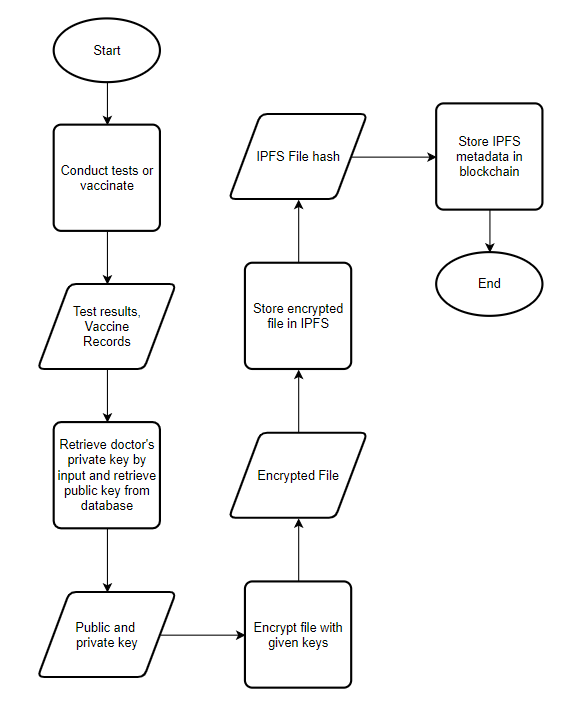 Start
Conduct tests or
vaccinate
Test results,
Vaccine
Records
Retrieve doctor's
private key by
input and retrieve
public key from
database
Public and
private key
Encrypt file with
given keys
Encrypted File
Store encrypted
file in IPFS
IPFS File hash
Store IPFS
metadata in
blockchain
End